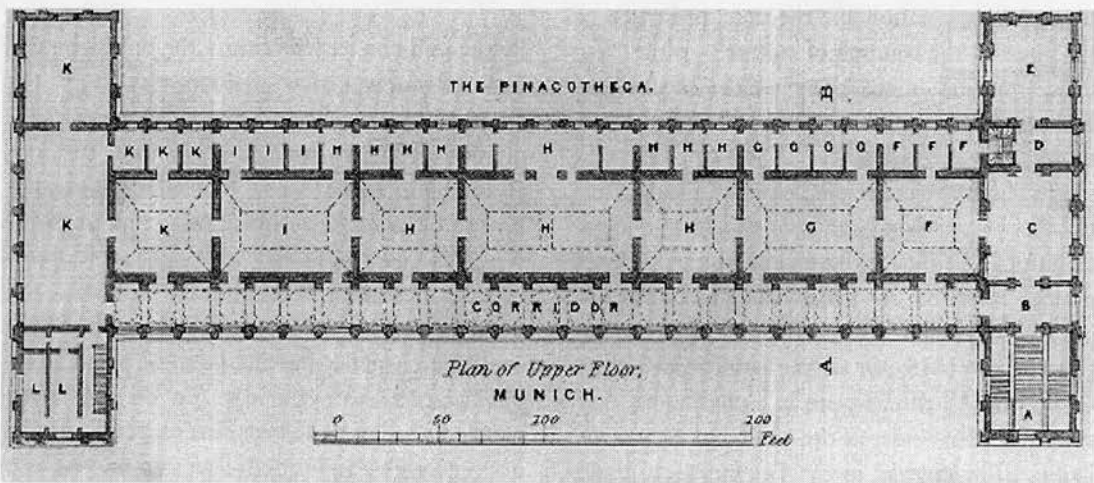 K
E
THE PINACOTHECA.
B
K K K I I I H H H H H H H H G G G G F F F D
K K I H H H G F C
CORRIDOR B
Plan of Upper Floor,
MUNICH.
A
L L
A
0 50 100 200
Feet